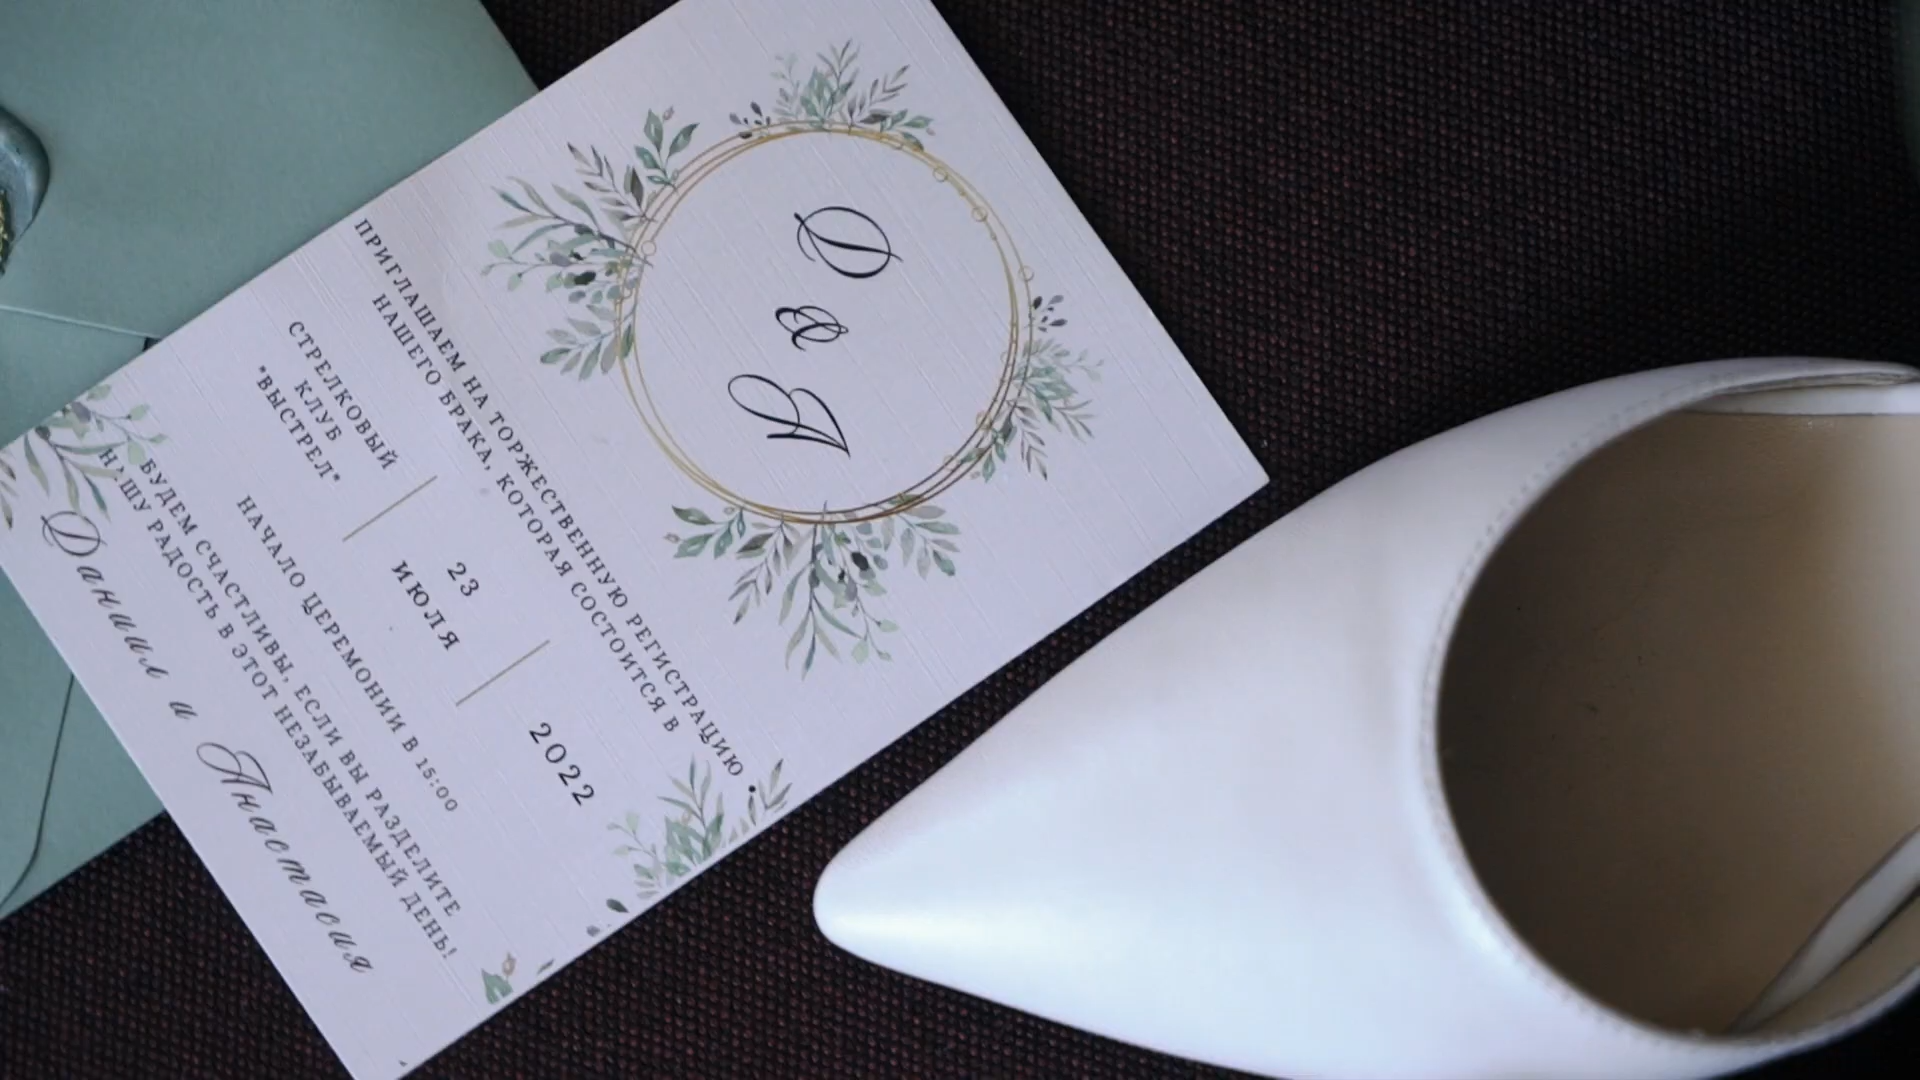 Д
&
А
ПРИГЛАШАЕМ НА ТОРЖЕСТВЕННУЮ РЕГИСТРАЦИЮ
НАШЕГО БРАКА, КОТОРАЯ СОСТОИТСЯ В
СТРЕЛКОВЫЙ
КЛУБ
"ВЫСТРЕЛ"
23
ИЮЛЯ
2022
НАЧАЛО ЦЕРЕМОНИИ В 15:00
БУДЕМ СЧАСТЛИВЫ, ЕСЛИ ВЫ РАЗДЕЛИТЕ
НАШУ РАДОСТЬ В ЭТОТ НЕЗАБЫВАЕМЫЙ ДЕНЬ!
Даниил и Анастасия